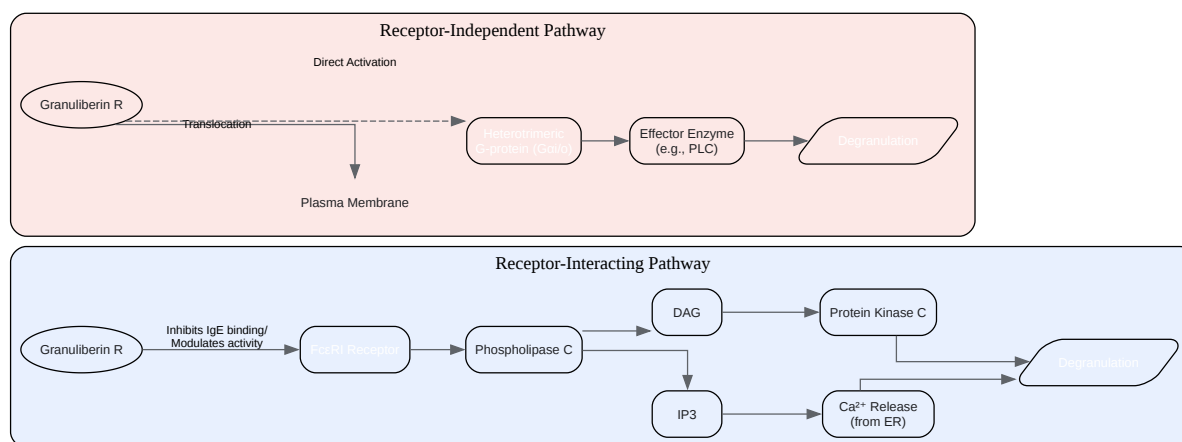 Receptor-Independent Pathway
Direct Activation
Granuliberin R
Translocation
Heterotrimeric
G-protein (Gαi/o)
Effector Enzyme
(e.g., PLC)
Degranulation
Plasma Membrane
Receptor-Interacting Pathway
Granuliberin R
Inhibits IgE binding/
Modulates activity
FcεRI Receptor
Phospholipase C
DAG
Protein Kinase C
Degranulation
IP3
Ca²⁺ Release
(from ER)